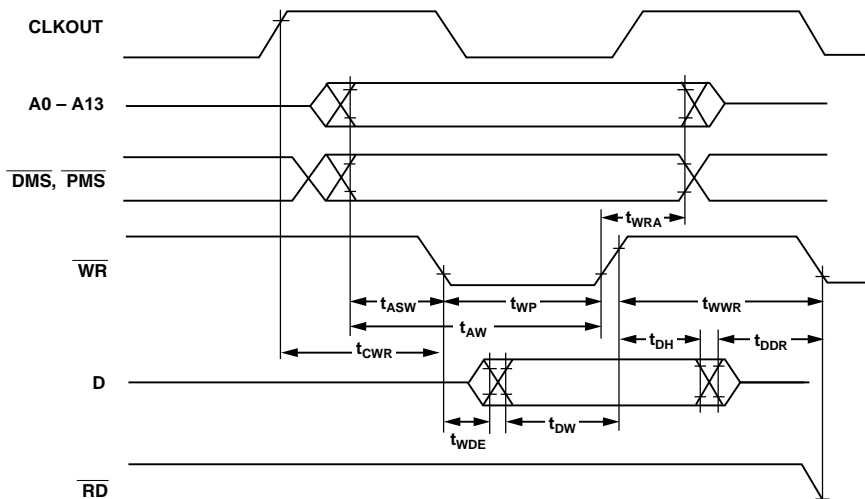 CLKOUT
A0 – A13
DMS, PMS
tWRA
WR
tASW tWP tWWR
tAW
tCWR tDH tDDR
D
tWDE tDW
RD